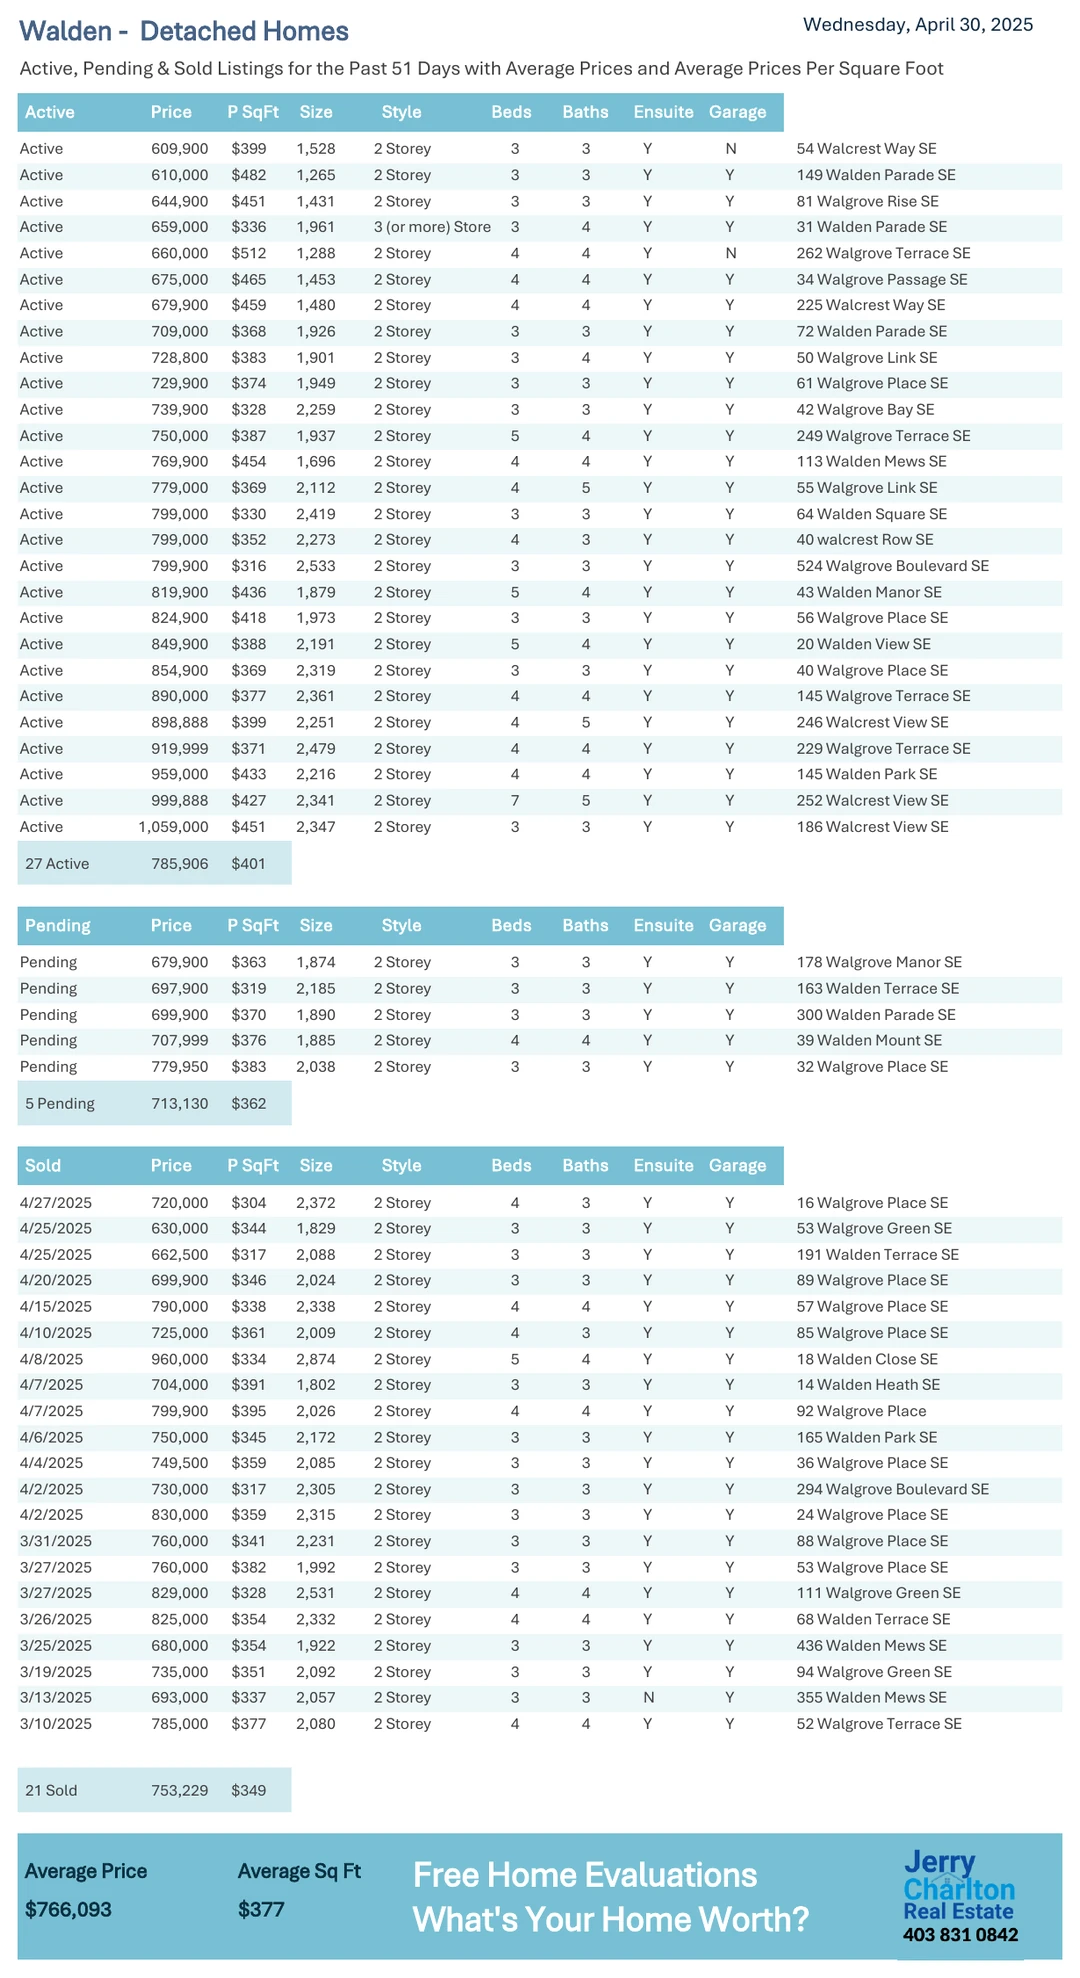 Walden - Detached Homes
Wednesday, April 30, 2025
Active, Pending & Sold Listings for the Past 51 Days with Average Prices and Average Prices Per Square Foot
Active Price P SqFt Size Style Beds Baths Ensuite Garage
Active 609,900 $399 1,528 2 Storey 3 3 Y N 54 Walcrest Way SE
Active 610,000 $482 1,265 2 Storey 3 3 Y Y 149 Walden Parade SE
Active 644,900 $451 1,431 2 Storey 3 3 Y Y 81 Walgrove Rise SE
Active 659,000 $336 1,961 3 (or more) Store 3 4 Y Y 31 Walden Parade SE
Active 660,000 $512 1,288 2 Storey 4 4 Y N 262 Walgrove Terrace SE
Active 675,000 $465 1,453 2 Storey 4 4 Y Y 34 Walgrove Passage SE
Active 679,900 $459 1,480 2 Storey 4 4 Y Y 225 Walcrest Way SE
Active 709,000 $368 1,926 2 Storey 3 3 Y Y 72 Walden Parade SE
Active 728,800 $383 1,901 2 Storey 3 4 Y Y 50 Walgrove Link SE
Active 729,900 $374 1,949 2 Storey 3 3 Y Y 61 Walgrove Place SE
Active 739,900 $328 2,259 2 Storey 3 3 Y Y 42 Walgrove Bay SE
Active 750,000 $387 1,937 2 Storey 5 4 Y Y 249 Walgrove Terrace SE
Active 769,900 $454 1,696 2 Storey 4 4 Y Y 113 Walden Mews SE
Active 779,000 $369 2,112 2 Storey 4 5 Y Y 55 Walgrove Link SE
Active 799,000 $330 2,419 2 Storey 3 3 Y Y 64 Walden Square SE
Active 799,000 $352 2,273 2 Storey 4 3 Y Y 40 walcrest Row SE
Active 799,900 $316 2,533 2 Storey 3 3 Y Y 524 Walgrove Boulevard SE
Active 819,900 $436 1,879 2 Storey 5 4 Y Y 43 Walden Manor SE
Active 824,900 $418 1,973 2 Storey 3 3 Y Y 56 Walgrove Place SE
Active 849,900 $388 2,191 2 Storey 5 4 Y Y 20 Walden View SE
Active 854,900 $369 2,319 2 Storey 3 3 Y Y 40 Walgrove Place SE
Active 890,000 $377 2,361 2 Storey 4 4 Y Y 145 Walgrove Terrace SE
Active 898,888 $399 2,251 2 Storey 4 5 Y Y 246 Walcrest View SE
Active 919,999 $371 2,479 2 Storey 4 4 Y Y 229 Walgrove Terrace SE
Active 959,000 $433 2,216 2 Storey 4 4 Y Y 145 Walden Park SE
Active 999,888 $427 2,341 2 Storey 7 5 Y Y 252 Walcrest View SE
Active 1,059,000 $451 2,347 2 Storey 3 3 Y Y 186 Walcrest View SE
27 Active 785,906 $401
Pending Price P SqFt Size Style Beds Baths Ensuite Garage
Pending 679,900 $363 1,874 2 Storey 3 3 Y Y 178 Walgrove Manor SE
Pending 697,900 $319 2,185 2 Storey 3 3 Y Y 163 Walden Terrace SE
Pending 699,900 $370 1,890 2 Storey 3 3 Y Y 300 Walden Parade SE
Pending 707,999 $376 1,885 2 Storey 4 4 Y Y 39 Walden Mount SE
Pending 779,950 $383 2,038 2 Storey 3 3 Y Y 32 Walgrove Place SE
5 Pending 713,130 $362
Sold Price P SqFt Size Style Beds Baths Ensuite Garage
4/27/2025 720,000 $304 2,372 2 Storey 4 3 Y Y 16 Walgrove Place SE
4/25/2025 630,000 $344 1,829 2 Storey 3 3 Y Y 53 Walgrove Green SE
4/25/2025 662,500 $317 2,088 2 Storey 3 3 Y Y 191 Walden Terrace SE
4/20/2025 699,900 $346 2,024 2 Storey 3 3 Y Y 89 Walgrove Place SE
4/15/2025 790,000 $338 2,338 2 Storey 4 4 Y Y 57 Walgrove Place SE
4/10/2025 725,000 $361 2,009 2 Storey 4 3 Y Y 85 Walgrove Place SE
4/8/2025 960,000 $334 2,874 2 Storey 5 4 Y Y 18 Walden Close SE
4/7/2025 704,000 $391 1,802 2 Storey 3 3 Y Y 14 Walden Heath SE
4/7/2025 799,900 $395 2,026 2 Storey 4 4 Y Y 92 Walgrove Place
4/6/2025 750,000 $345 2,172 2 Storey 3 3 Y Y 165 Walden Park SE
4/4/2025 749,500 $359 2,085 2 Storey 3 3 Y Y 36 Walgrove Place SE
4/2/2025 730,000 $317 2,305 2 Storey 3 3 Y Y 294 Walgrove Boulevard SE
4/2/2025 830,000 $359 2,315 2 Storey 3 3 Y Y 24 Walgrove Place SE
3/31/2025 760,000 $341 2,231 2 Storey 3 3 Y Y 88 Walgrove Place SE
3/27/2025 760,000 $382 1,992 2 Storey 3 3 Y Y 53 Walgrove Place SE
3/27/2025 829,000 $328 2,531 2 Storey 4 4 Y Y 111 Walgrove Green SE
3/26/2025 825,000 $354 2,332 2 Storey 4 4 Y Y 68 Walden Terrace SE
3/25/2025 680,000 $354 1,922 2 Storey 3 3 Y Y 436 Walden Mews SE
3/19/2025 735,000 $351 2,092 2 Storey 3 3 Y Y 94 Walgrove Green SE
3/13/2025 693,000 $337 2,057 2 Storey 3 3 N Y 355 Walden Mews SE
3/10/2025 785,000 $377 2,080 2 Storey 4 4 Y Y 52 Walgrove Terrace SE
21 Sold 753,229 $349
Average Price Average Sq Ft
$766,093 $377
Free Home Evaluations
What's Your Home Worth?
Jerry
Charlton
Real Estate
403 831 0842